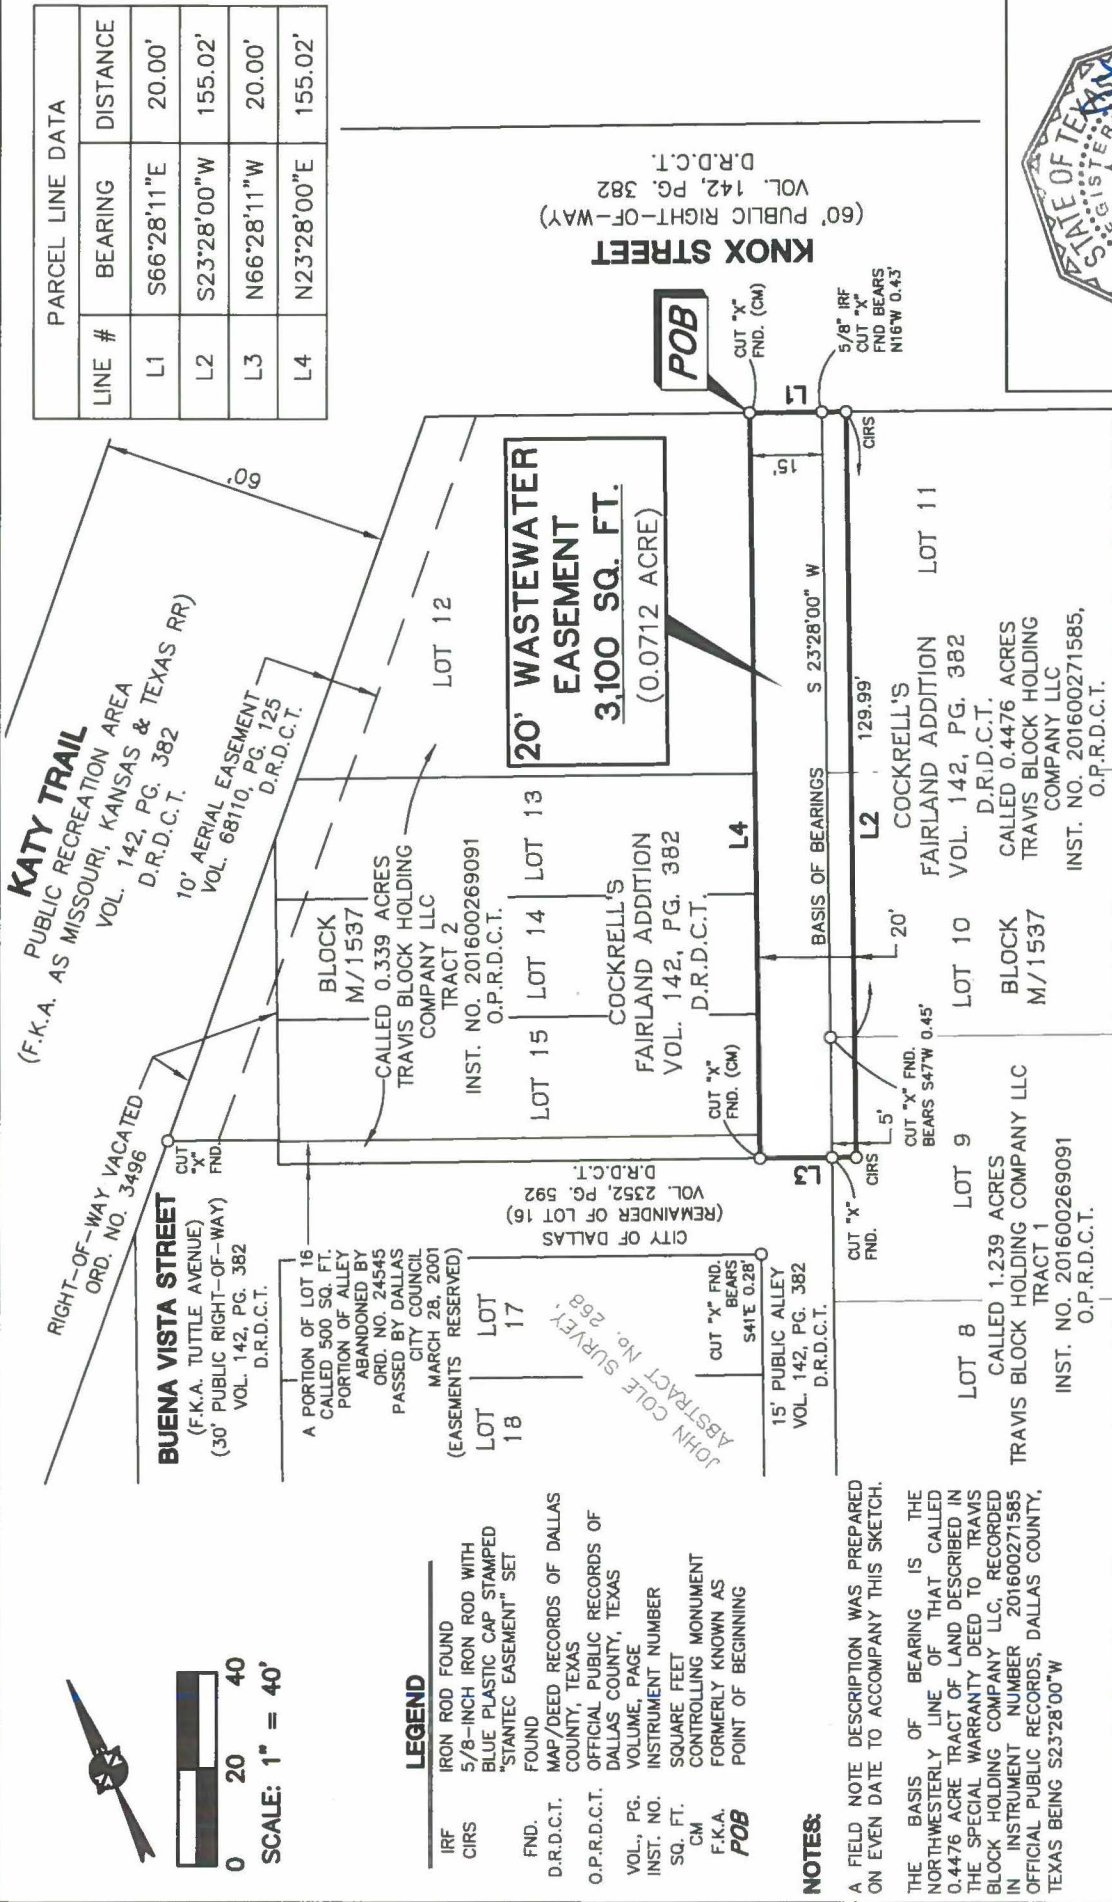 PARCEL LINE DATA
LINE # BEARING DISTANCE
L1 S66°28'11"E 20.00'
L2 S23°28'00"W 155.02'
L3 N66°28'11"W 20.00'
L4 N23°28'00"E 155.02'
0 20 40
SCALE: 1" = 40'
KATY TRAIL
PUBLIC RECREATION AREA
(F.K.A. AS MISSOURI, KANSAS & TEXAS RR)
VOL. 142, PG. 382
D.R.D.C.T.
10' AERIAL EASEMENT
VOL. 68110, PG. 125
D.R.D.C.T.
60'
RIGHT-OF-WAY VACATED
ORD. NO. 3496
BUENA VISTA STREET
(F.K.A. TUTTLE AVENUE)
(30' PUBLIC RIGHT-OF-WAY)
VOL. 142, PG. 382
D.R.D.C.T.
CUT
"X"
FND.
A PORTION OF LOT 16
CALLED 500 SQ. FT.
PORTION OF ALLEY
ABANDONED BY
ORD. NO. 24545
PASSED BY DALLAS
CITY COUNCIL
MARCH 28, 2001
(EASEMENTS RESERVED)
LOT
18
LOT
17
CITY OF DALLAS
(REMAINDER OF LOT 16)
VOL. 2352, PG. 592
D.R.D.C.T.
BLOCK
M/1537
CALLED 0.339 ACRES
TRAVIS BLOCK HOLDING
COMPANY LLC
TRACT 2
INST. NO. 201600269091
O.P.R.D.C.T.
LOT 15
LOT 14
LOT 13
LOT 12
COCKRELL'S
FAIRLAND ADDITION
VOL. 142, PG. 382
D.R.D.C.T.
20' WASTEWATER
EASEMENT
3,100 SQ. FT.
(0.0712 ACRE)
KNOX STREET
(60' PUBLIC RIGHT-OF-WAY)
VOL. 142, PG. 382
D.R.D.C.T.
POB
CUT "X"
FND. (CM)
L1
15'
5/8" IRF
CUT "X"
FND BEARS
N16°W 0.43'
CIRS
JOHN COLE SURVEY,
ABSTRACT No. 268
CUT "X" FND.
BEARS
S41°E 0.28'
15' PUBLIC ALLEY
VOL. 142, PG. 382
D.R.D.C.T.
CUT "X"
FND. (CM)
L3
L4
BASIS OF BEARINGS
S 23°28'00" W
L2
129.99'
CUT "X"
FND.
CIRS
5'
CUT "X" FND.
BEARS S47°W 0.45'
20'
LOT 8
LOT 9
CALLED 1.239 ACRES
TRAVIS BLOCK HOLDING COMPANY LLC
TRACT 1
INST. NO. 201600269091
O.P.R.D.C.T.
LOT 10
BLOCK
M/1537
COCKRELL'S
FAIRLAND ADDITION
VOL. 142, PG. 382
D.R.D.C.T.
LOT 11
CALLED 0.4476 ACRES
TRAVIS BLOCK HOLDING
COMPANY LLC
INST. NO. 201600271585,
O.P.R.D.C.T.
LEGEND
IRF IRON ROD FOUND
CIRS 5/8-INCH IRON ROD WITH
BLUE PLASTIC CAP STAMPED
"STANTEC EASEMENT" SET
FND. FOUND
D.R.D.C.T. MAP/DEED RECORDS OF DALLAS
COUNTY, TEXAS
O.P.R.D.C.T. OFFICIAL PUBLIC RECORDS OF
DALLAS COUNTY, TEXAS
VOL., PG. VOLUME, PAGE
INST. NO. INSTRUMENT NUMBER
SQ. FT. SQUARE FEET
CM CONTROLLING MONUMENT
F.K.A. FORMERLY KNOWN AS
POB POINT OF BEGINNING
NOTES:
A FIELD NOTE DESCRIPTION WAS PREPARED
ON EVEN DATE TO ACCOMPANY THIS SKETCH.
THE BASIS OF BEARING IS THE
NORTHWESTERLY LINE OF THAT CALLED
0.4476 ACRE TRACT OF LAND DESCRIBED IN
THE SPECIAL WARRANTY DEED TO TRAVIS
BLOCK HOLDING COMPANY LLC, RECORDED
IN INSTRUMENT NUMBER 201600271585
OFFICIAL PUBLIC RECORDS, DALLAS COUNTY,
TEXAS BEING S23°28'00"W
STATE OF TEXAS